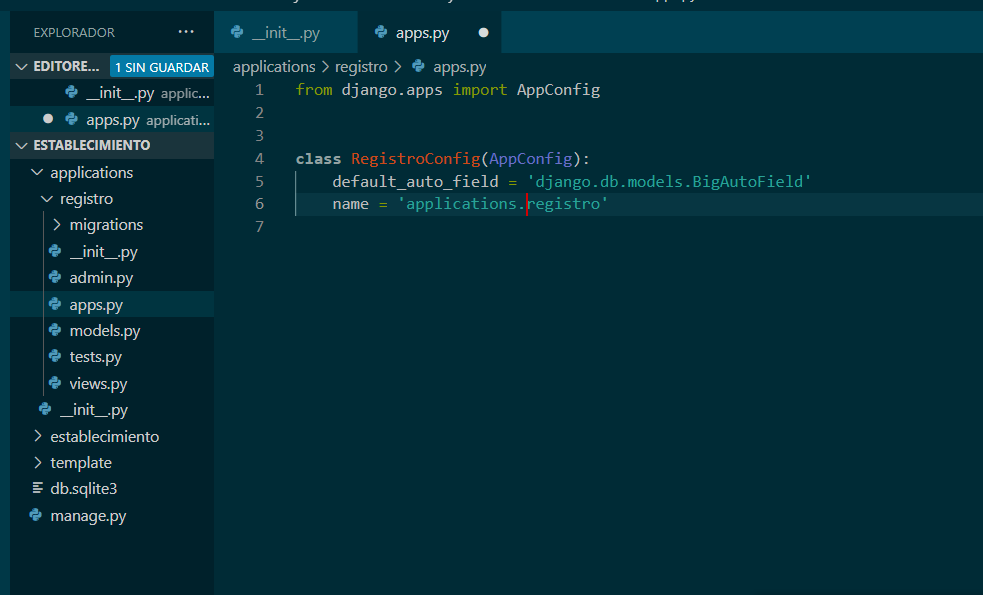 EXPLORADOR ···
EDITORE... 1 SIN GUARDAR
__init__.py applic...
apps.py applicati...
ESTABLECIMIENTO
applications
registro
migrations
__init__.py
admin.py
apps.py
models.py
tests.py
views.py
__init__.py
establecimiento
template
db.sqlite3
manage.py
__init__.py apps.py
applications > registro > apps.py
1 from django.apps import AppConfig
2
3
4 class RegistroConfig(AppConfig):
5 default_auto_field = 'django.db.models.BigAutoField'
6 name = 'applications.registro'
7